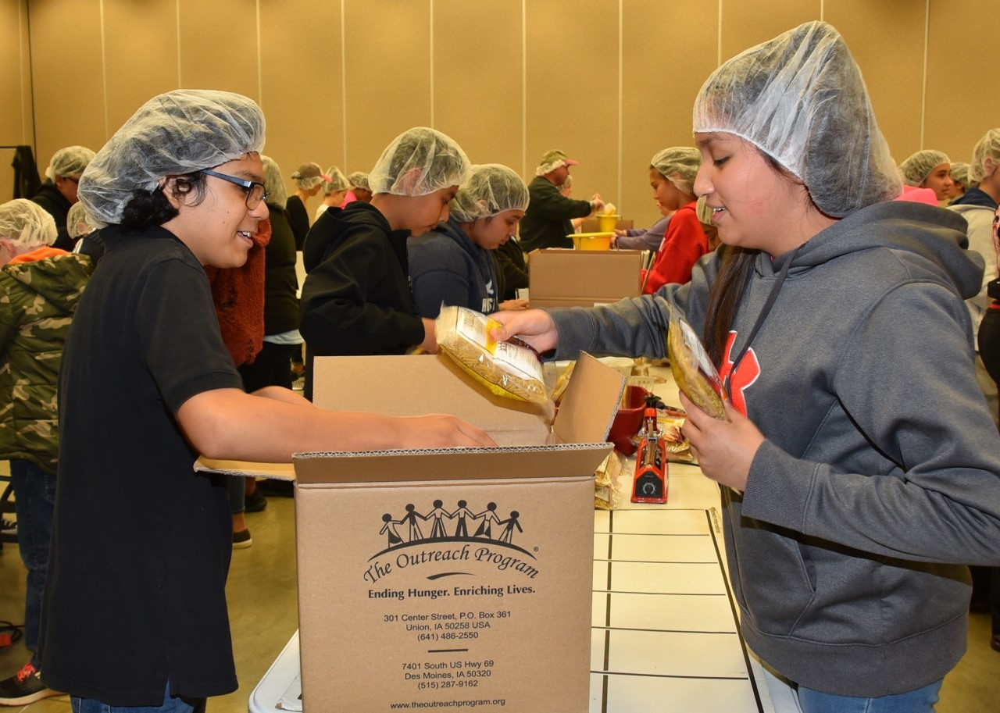 The Outreach Program®
Ending Hunger. Enriching Lives.
301 Center Street, P.O. Box 361
Union, IA 50258 USA
(641) 486-2550
7401 South US Hwy 69
Des Moines, IA 50320
(515) 287-9162
www.theoutreachprogram.org